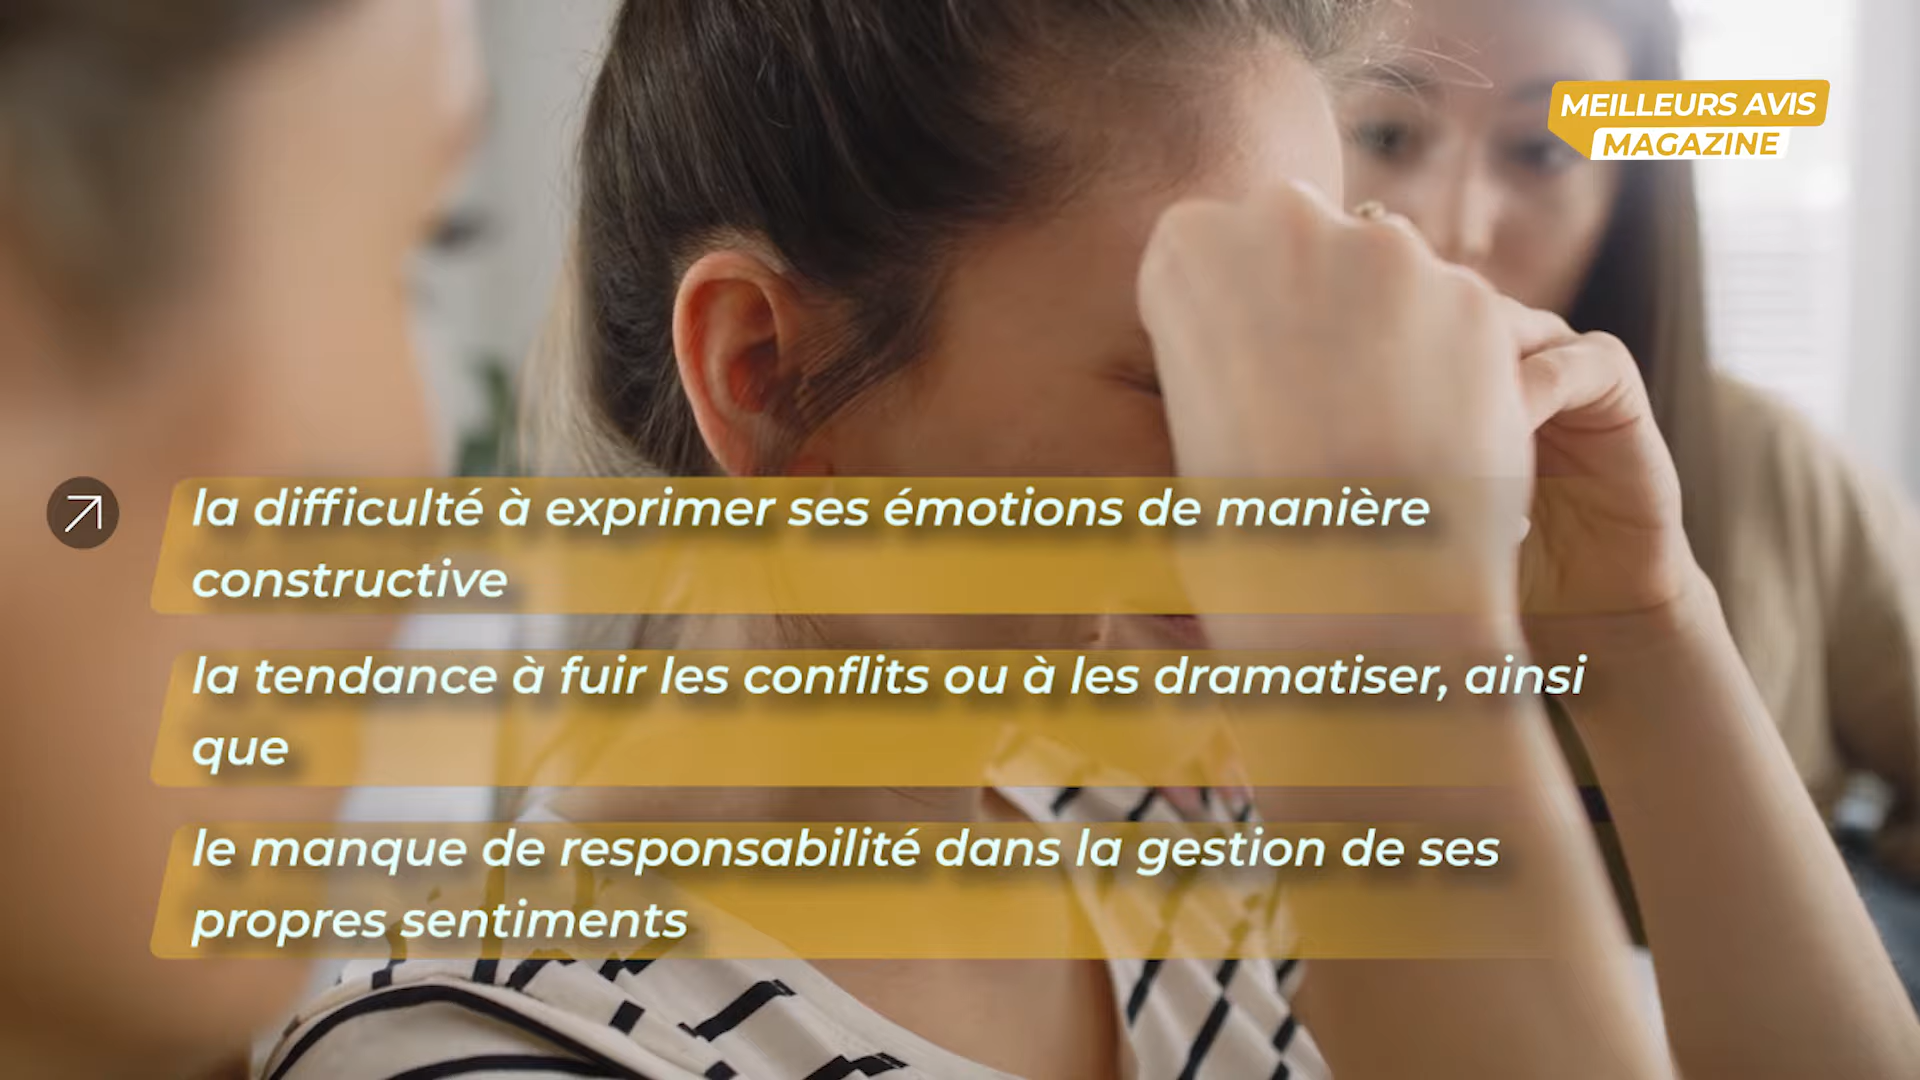 MEILLEURS AVIS
MAGAZINE
la difficulté à exprimer ses émotions de manière
constructive
la tendance à fuir les conflits ou à les dramatiser, ainsi
que
le manque de responsabilité dans la gestion de ses
propres sentiments